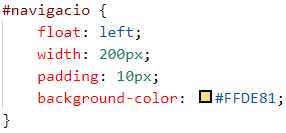 #navigacio {
    float: left;
    width: 200px;
    padding: 10px;
    background-color: #FFDE81;
}